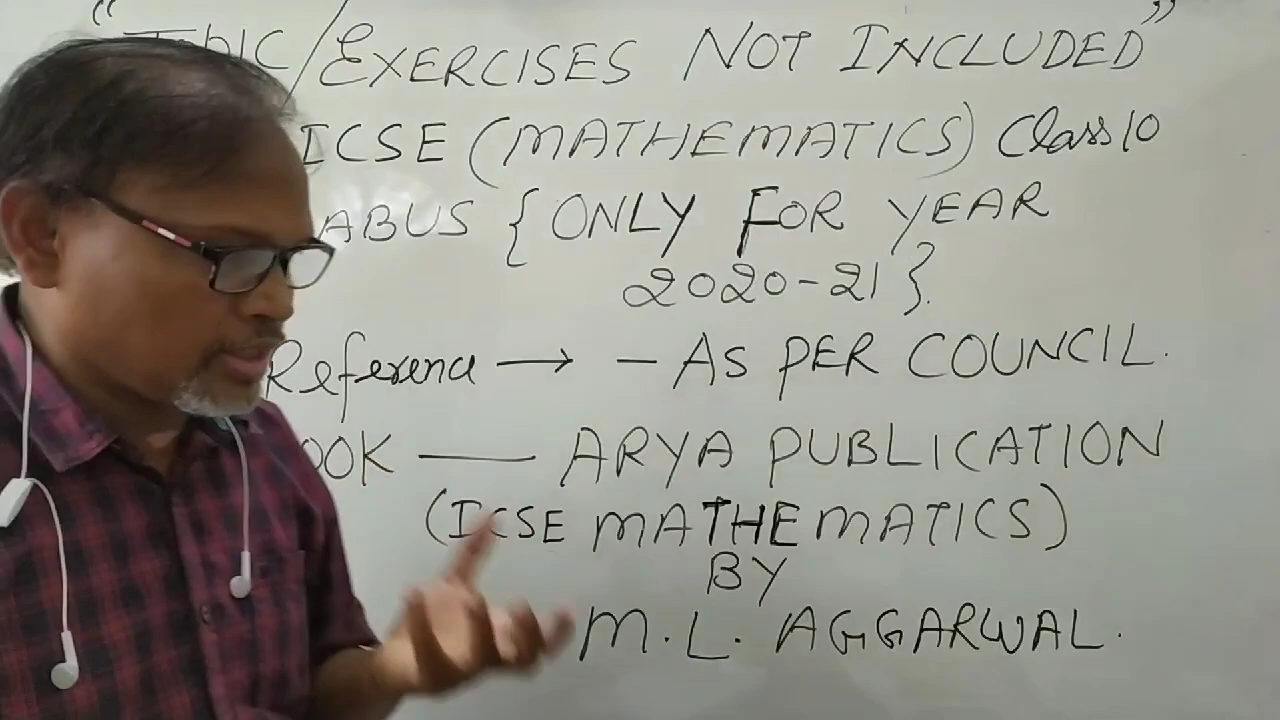 “ /EXERCISES NOT INCLUDED”
ICSE (MATHEMATICS) Class 10
ABUS {ONLY FOR YEAR
2020-21}.
Reference → - AS PER COUNCIL.
OOK — ARYA PUBLICATION
(ICSE MATHEMATICS)
BY
M.L. AGGARWAL.